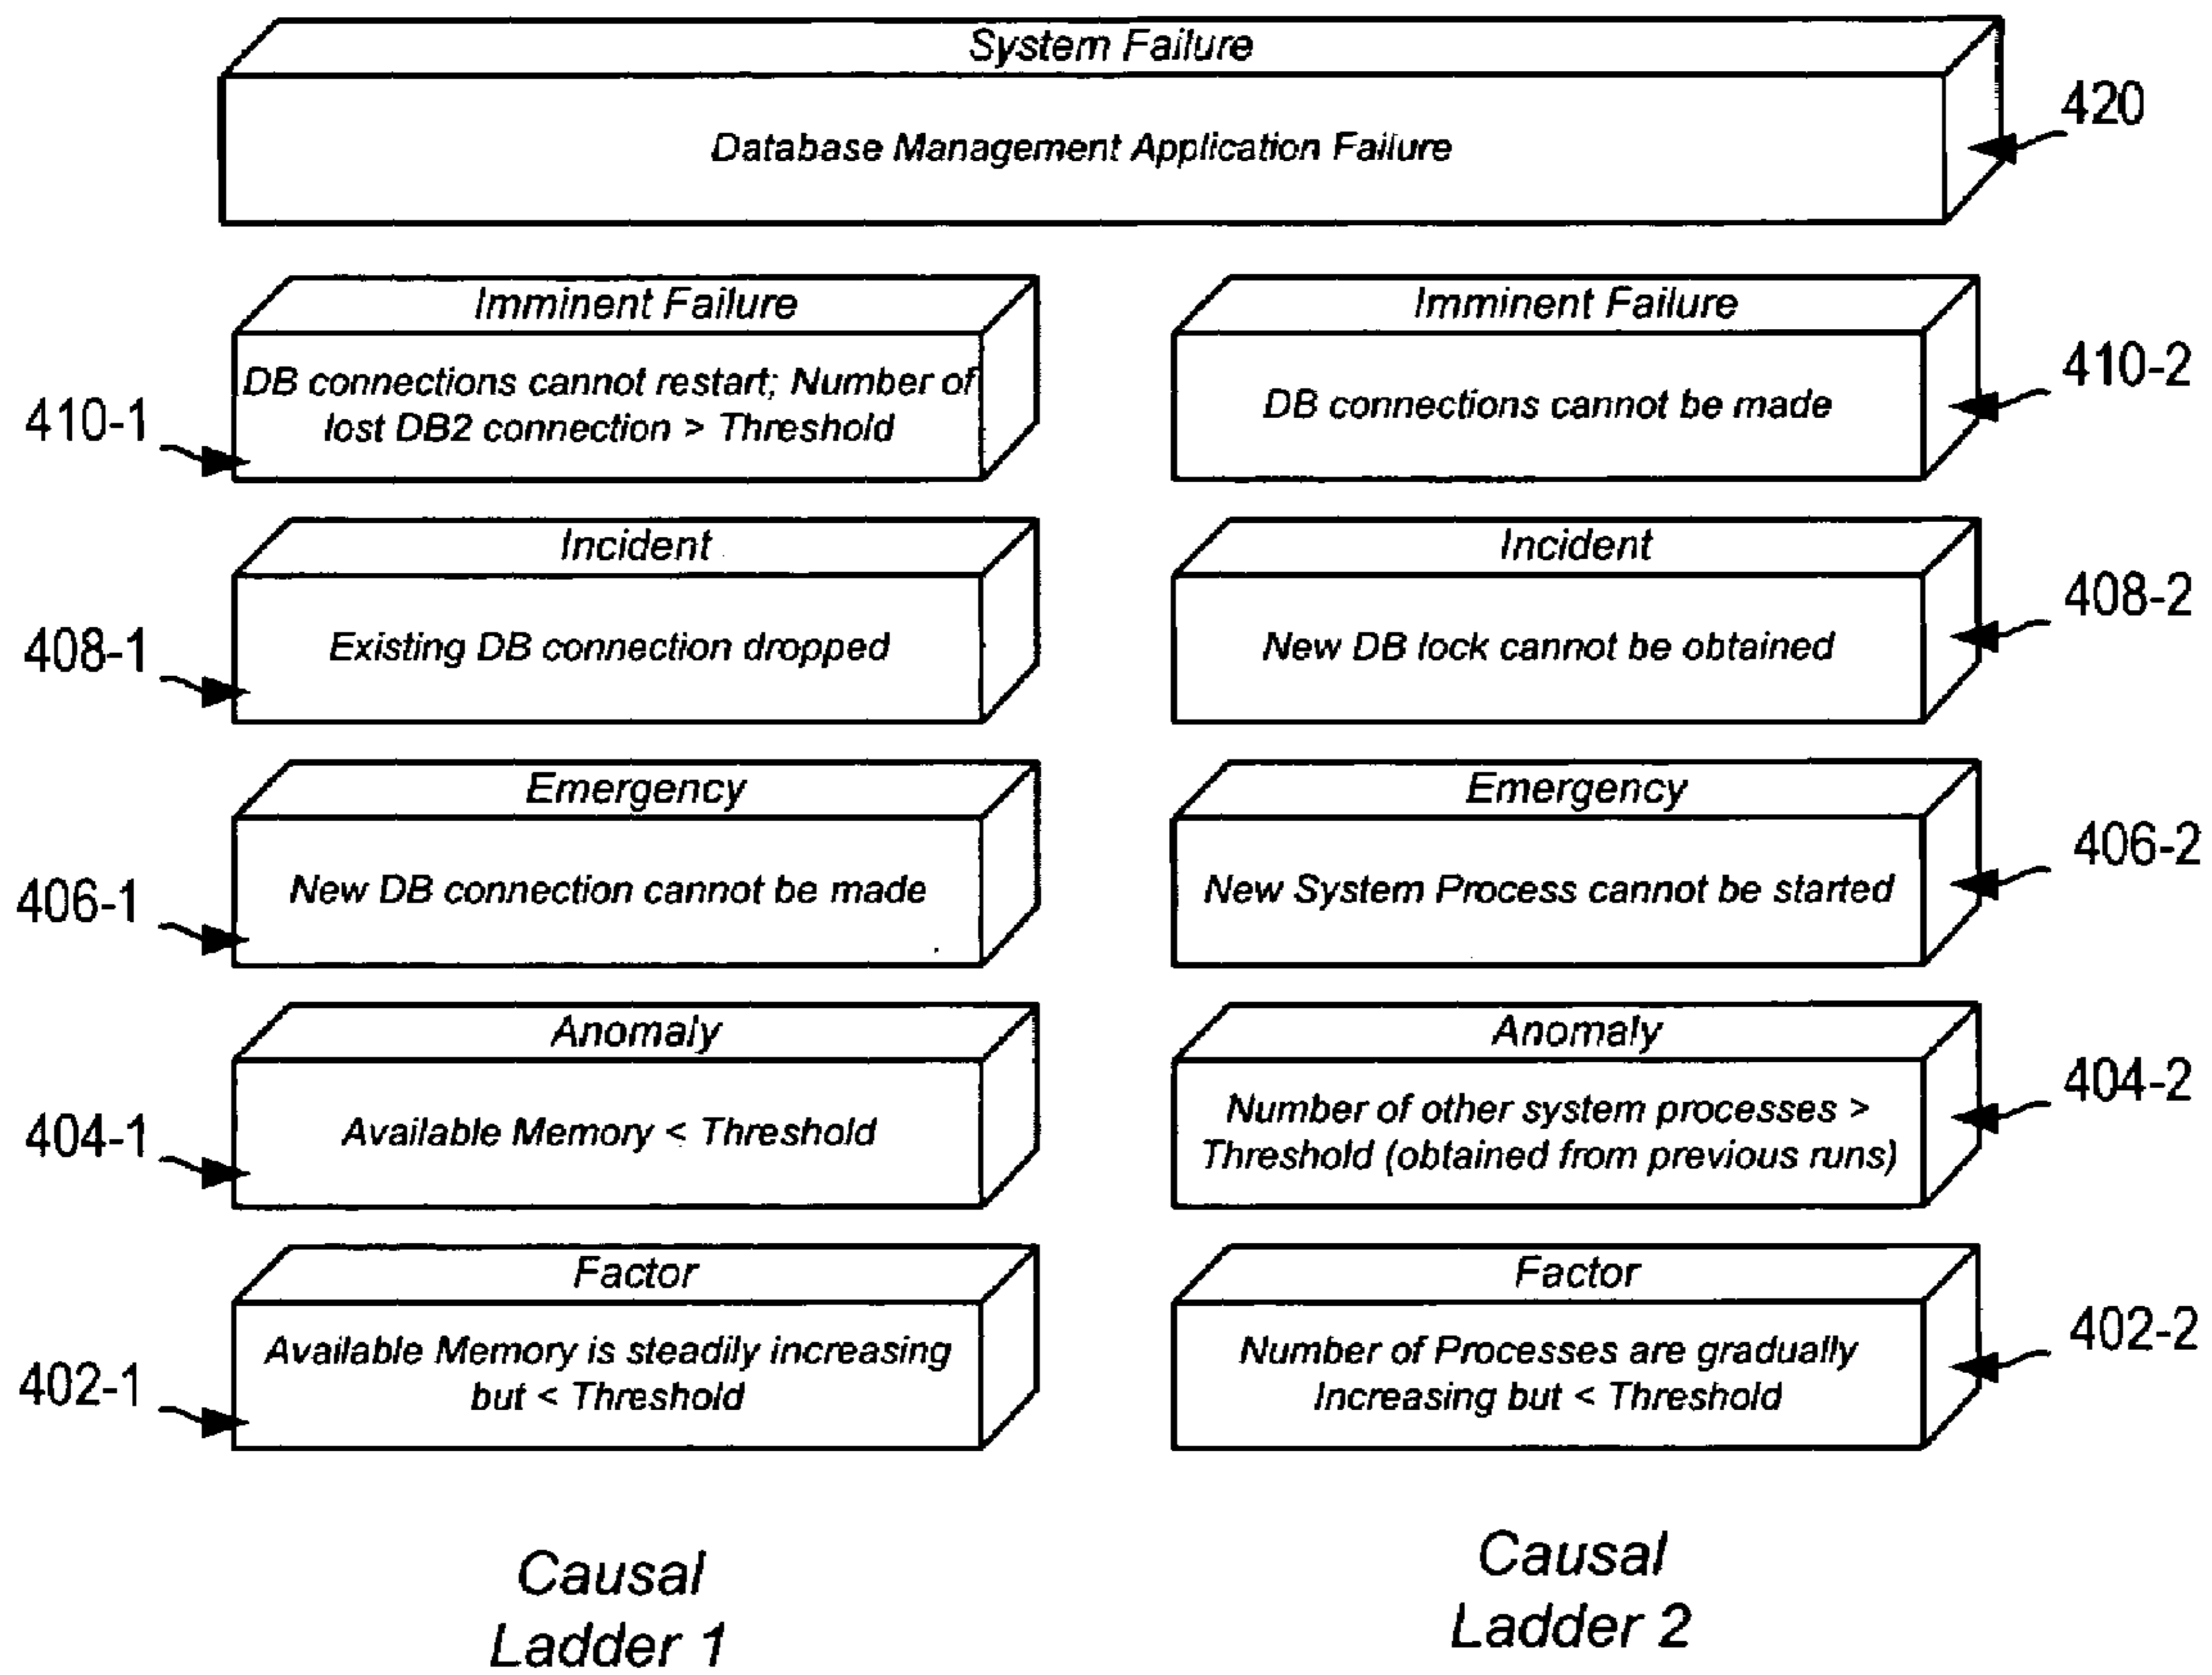 System Failure
Database Management Application Failure
420
Imminent Failure
DB connections cannot restart; Number of
lost DB2 connection > Threshold
410-1
Imminent Failure
DB connections cannot be made
410-2
Incident
Existing DB connection dropped
408-1
Incident
New DB lock cannot be obtained
408-2
Emergency
New DB connection cannot be made
406-1
Emergency
New System Process cannot be started
406-2
Anomaly
Available Memory < Threshold
404-1
Anomaly
Number of other system processes >
Threshold (obtained from previous runs)
404-2
Factor
Available Memory is steadily increasing
but < Threshold
402-1
Factor
Number of Processes are gradually
Increasing but < Threshold
402-2
Causal
Ladder 1
Causal
Ladder 2